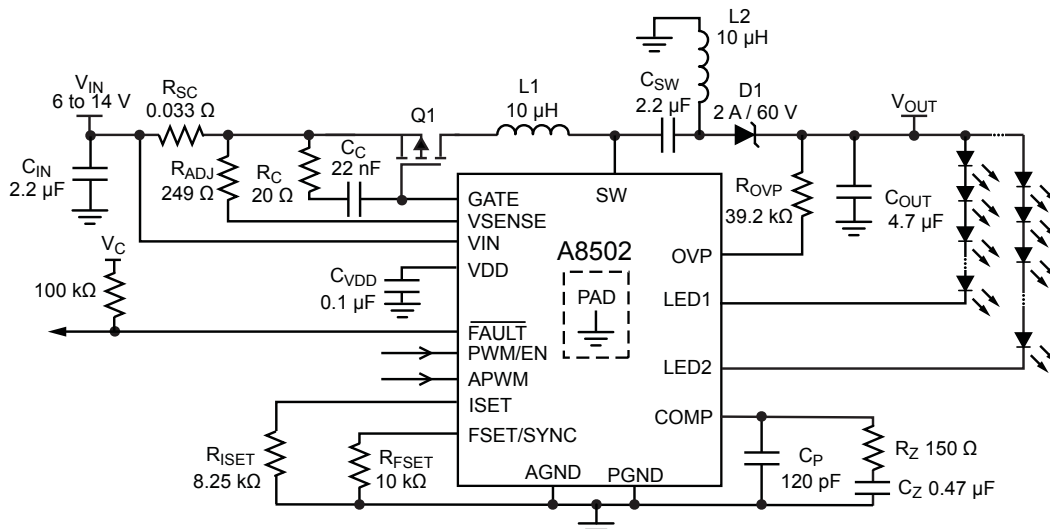 L2
10 µH
VIN
6 to 14 V
RSC
0.033 Ω
Q1
L1
10 µH
CSW
2.2 µF
D1
2 A / 60 V
VOUT
CIN
2.2 µF
RADJ
249 Ω
RC
20 Ω
CC
22 nF
ROVP
39.2 kΩ
COUT
4.7 µF
GATE
VSENSE
VIN
VDD
SW
A8502
PAD
OVP
LED1
LED2
COMP
VC
100 kΩ
CVDD
0.1 µF
FAULT
PWM/EN
APWM
ISET
FSET/SYNC
AGND
PGND
RISET
8.25 kΩ
RFSET
10 kΩ
CP
120 pF
RZ 150 Ω
CZ 0.47 µF